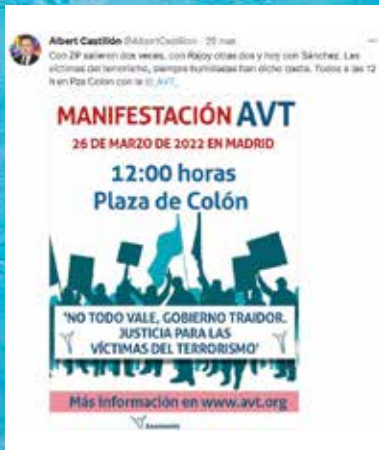 Albert Castillón @AlbertCastillon · 25 mar.
Con ZP salieron dos veces, con Rajoy otras dos y hoy con Sánchez. Las
víctimas del terrorismo, siempre humilladas han dicho basta. Todos a las 12
h en Pza Colon con la @_AVT_
MANIFESTACIÓN AVT
26 DE MARZO DE 2022 EN MADRID
12:00 horas
Plaza de Colón
'NO TODO VALE, GOBIERNO TRAIDOR.
JUSTICIA PARA LAS
VÍCTIMAS DEL TERRORISMO'
Más información en www.avt.org